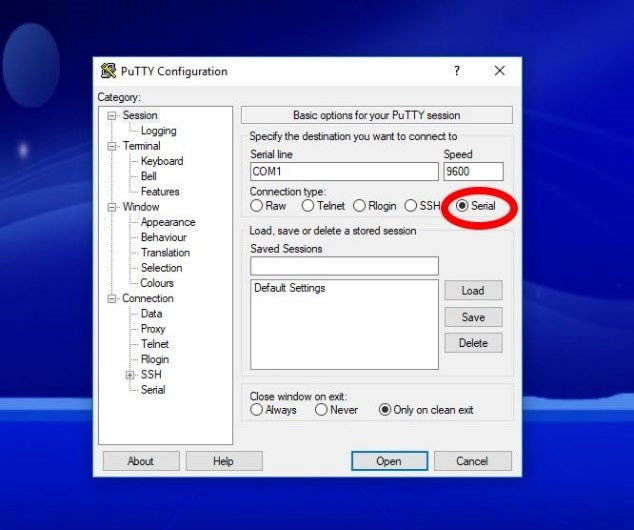 PuTTY Configuration
?
Category:
Session
Logging
Terminal
Keyboard
Bell
Features
Window
Appearance
Behaviour
Translation
Selection
Colours
Connection
Data
Proxy
Telnet
Rlogin
SSH
Serial
Basic options for your PuTTY session
Specify the destination you want to connect to
Serial line Speed
COM1 9600
Connection type:
Raw Telnet Rlogin SSH Serial
Load, save or delete a stored session
Saved Sessions
Default Settings
Load
Save
Delete
Close window on exit:
Always Never Only on clean exit
About Help Open Cancel